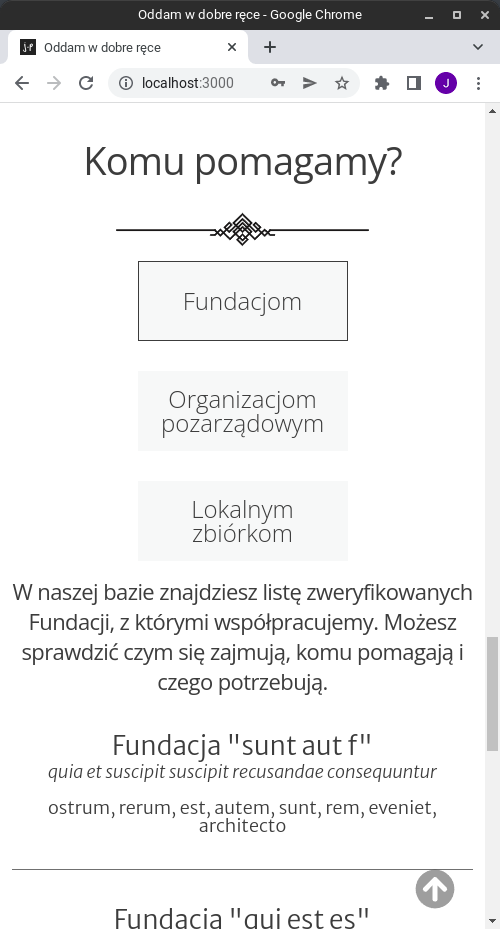 Oddam w dobre ręce - Google Chrome
Oddam w dobre ręce
localhost:3000
J
Komu pomagamy?
Fundacjom
Organizacjom
pozarządowym
Lokalnym
zbiórkom
W naszej bazie znajdziesz listę zweryfikowanych
Fundacji, z którymi współpracujemy. Możesz
sprawdzić czym się zajmują, komu pomagają i
czego potrzebują.
Fundacja "sunt aut f"
quia et suscipit suscipit recusandae consequuntur
ostrum, rerum, est, autem, sunt, rem, eveniet,
architecto
Fundacja "qui est es"